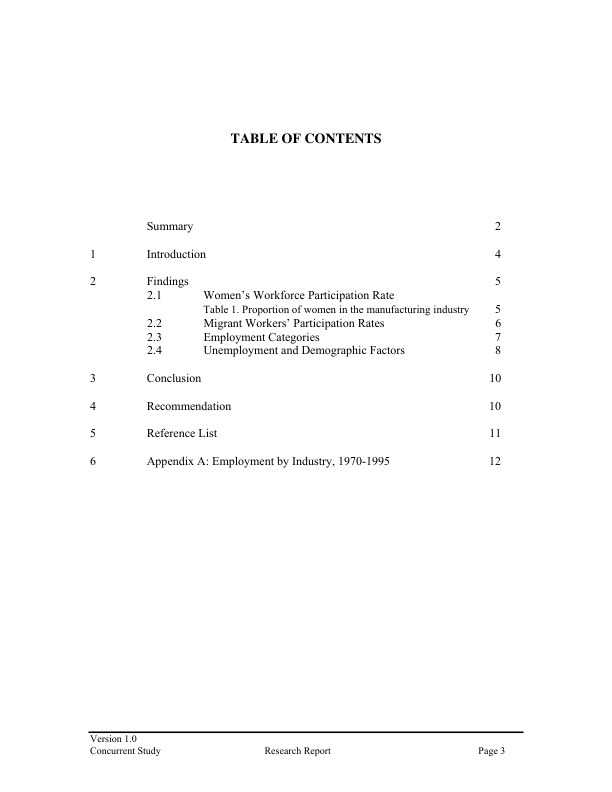 TABLE OF CONTENTS
Summary 2
1 Introduction 4
2 Findings 5
2.1 Women’s Workforce Participation Rate
Table 1. Proportion of women in the manufacturing industry 5
2.2 Migrant Workers’ Participation Rates 6
2.3 Employment Categories 7
2.4 Unemployment and Demographic Factors 8
3 Conclusion 10
4 Recommendation 10
5 Reference List 11
6 Appendix A: Employment by Industry, 1970-1995 12
Version 1.0
Concurrent Study Research Report Page 3